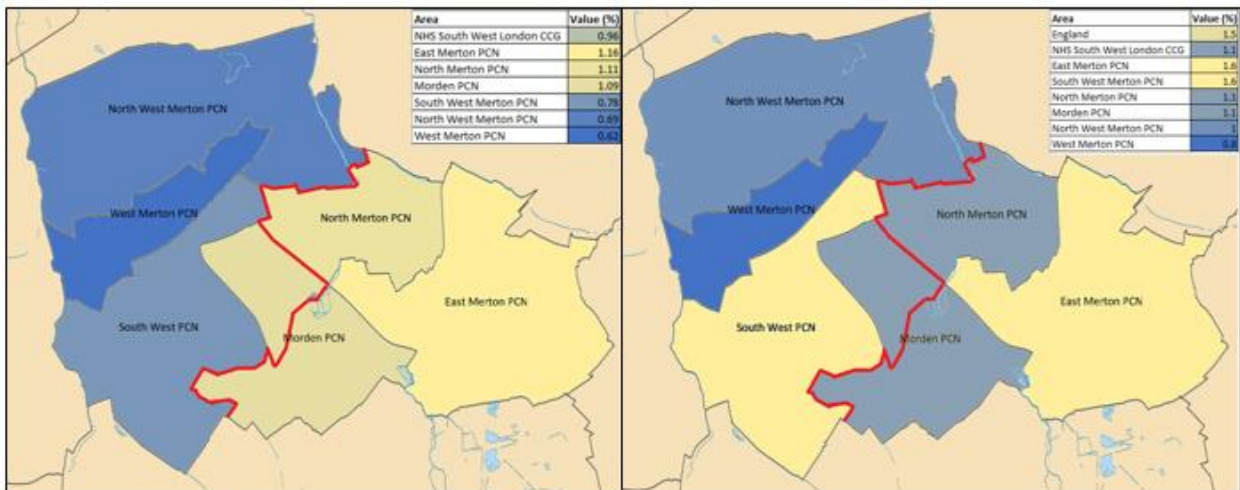 Area Value (%)
NHS South West London CCG 0.96
East Merton PCN 1.16
North Merton PCN 1.11
Morden PCN 1.09
South West Merton PCN 0.78
North West Merton PCN 0.69
West Merton PCN 0.62
North West Merton PCN
West Merton PCN
North Merton PCN
East Merton PCN
South West PCN
Morden PCN
Area Value (%)
England 1.5
NHS South West London CCG 1.1
East Merton PCN 1.6
South West Merton PCN 1.6
North Merton PCN 1.1
Morden PCN 1.1
North West Merton PCN 1
West Merton PCN 0.8
North West Merton PCN
West Merton PCN
North Merton PCN
East Merton PCN
South West PCN
Morden PCN